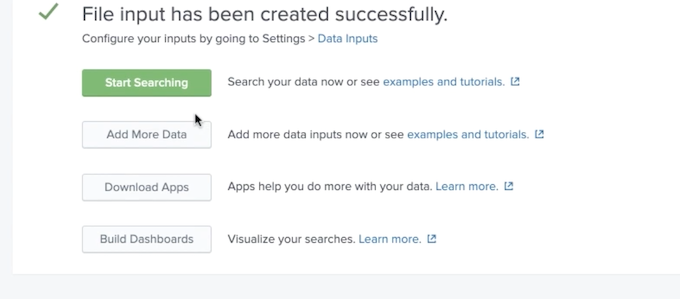 File input has been created successfully.
Configure your inputs by going to Settings > Data Inputs
Start Searching
Search your data now or see examples and tutorials.
Add More Data
Add more data inputs now or see examples and tutorials.
Download Apps
Apps help you do more with your data. Learn more.
Build Dashboards
Visualize your searches. Learn more.